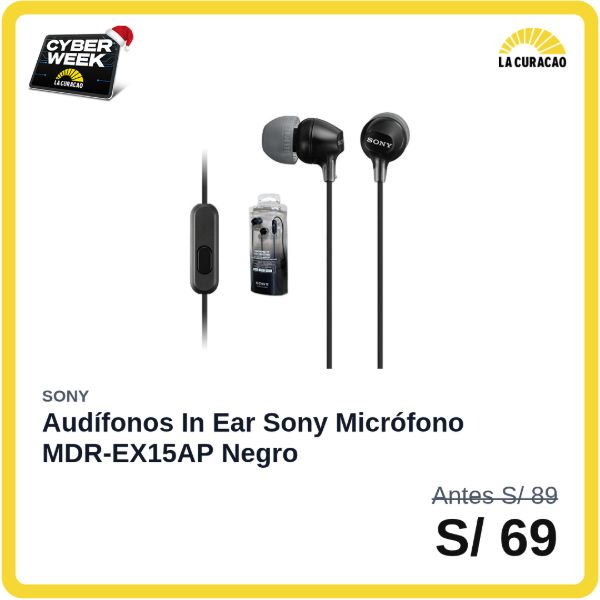 CYBER
WEEK
LA CURACAO
LA CURACAO
SONY
SONY
SONY
Audífonos In Ear Sony Micrófono
MDR-EX15AP Negro
Antes S/ 89
S/ 69